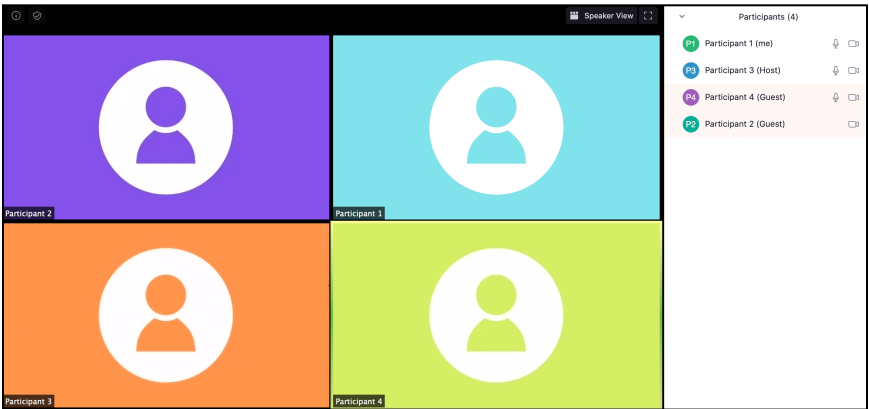 Speaker View
Participants (4)
P1 Participant 1 (me)
P3 Participant 3 (Host)
P4 Participant 4 (Guest)
P2 Participant 2 (Guest)
Participant 2
Participant 1
Participant 3
Participant 4